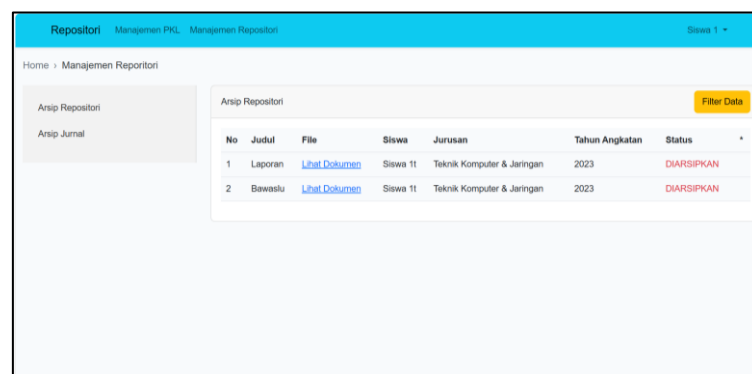 Repositori Manajemen PKL Manajemen Repositori Siswa 1
Home › Manajemen Reporitori
Arsip Repositori
Arsip Jurnal
Arsip Repositori Filter Data
No Judul File Siswa Jurusan Tahun Angkatan Status *
1 Laporan Lihat Dokumen Siswa 1t Teknik Komputer & Jaringan 2023 DIARSIPKAN
2 Bawaslu Lihat Dokumen Siswa 1t Teknik Komputer & Jaringan 2023 DIARSIPKAN